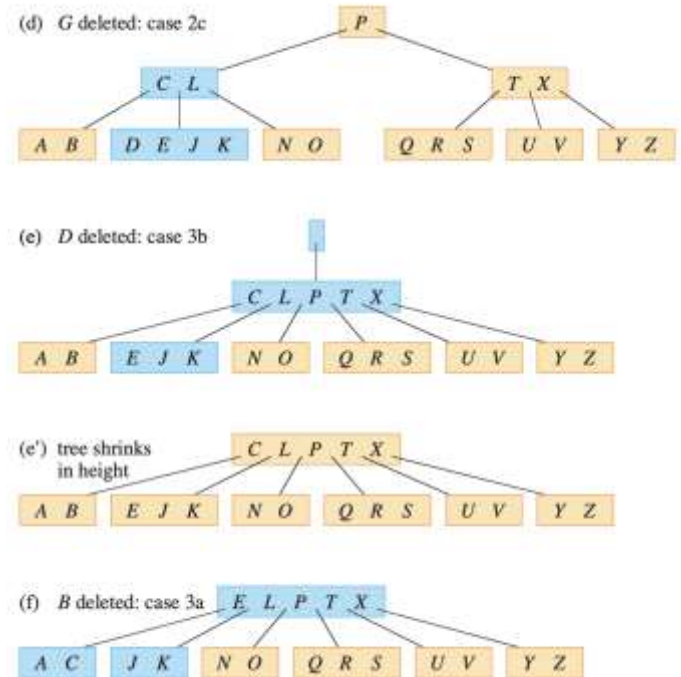 (d) G deleted: case 2c
P
C L
T X
A B
D E J K
N O
Q R S
U V
Y Z
(e) D deleted: case 3b
C L P T X
A B
E J K
N O
Q R S
U V
Y Z
(e′) tree shrinks
in height
C L P T X
A B
E J K
N O
Q R S
U V
Y Z
(f) B deleted: case 3a
E L P T X
A C
J K
N O
Q R S
U V
Y Z